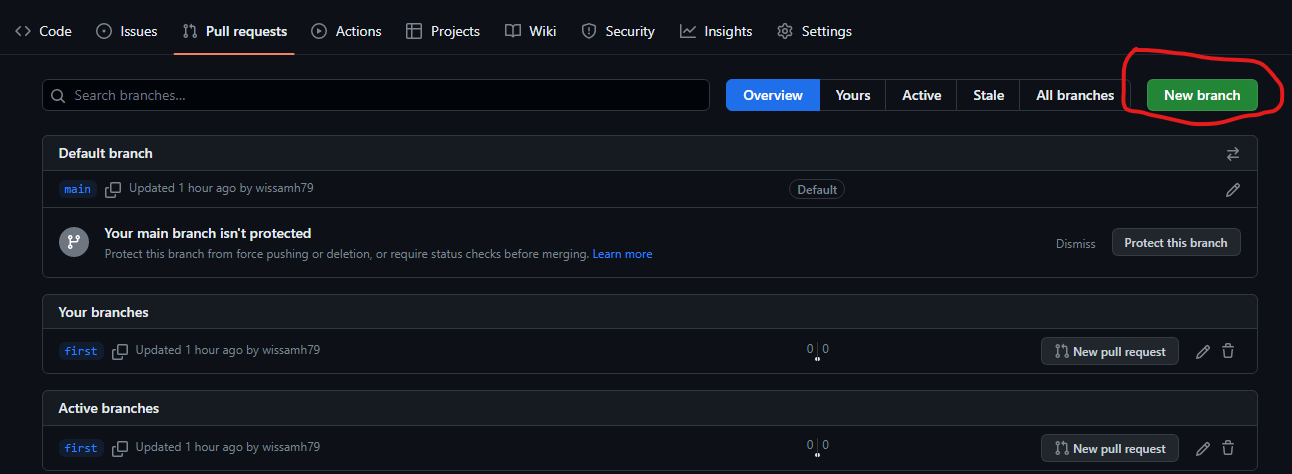 Code Issues Pull requests Actions Projects Wiki Security Insights Settings
Search branches... Overview Yours Active Stale All branches New branch
Default branch
main Updated 1 hour ago by wissamh79 Default
Your main branch isn't protected
Protect this branch from force pushing or deletion, or require status checks before merging. Learn more Dismiss Protect this branch
Your branches
first Updated 1 hour ago by wissamh79 0 0 New pull request
Active branches
first Updated 1 hour ago by wissamh79 0 0 New pull request